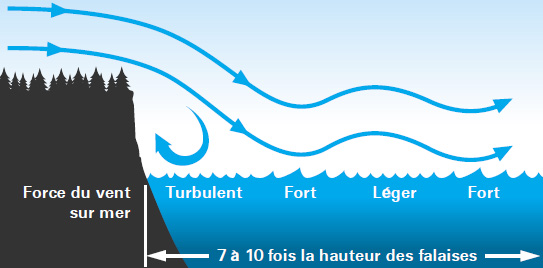 Force du vent
sur mer
Turbulent Fort Léger Fort
7 à 10 fois la hauteur des falaises